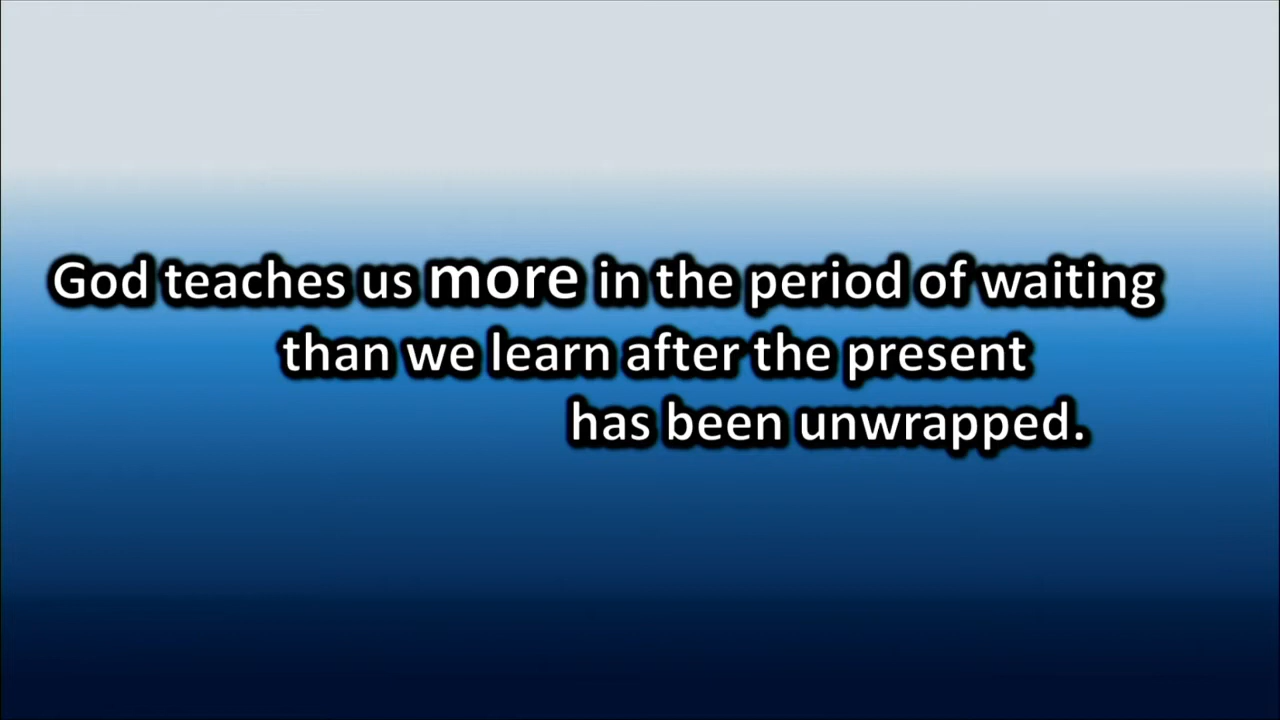 God teaches us more in the period of waiting
than we learn after the present
has been unwrapped.